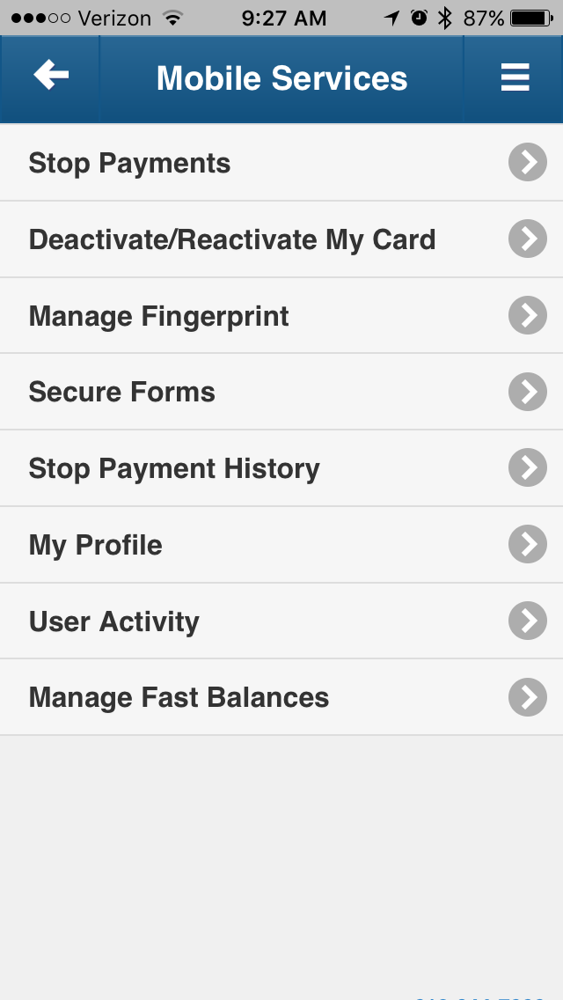 Verizon 9:27 AM 87%
Mobile Services
Stop Payments
Deactivate/Reactivate My Card
Manage Fingerprint
Secure Forms
Stop Payment History
My Profile
User Activity
Manage Fast Balances